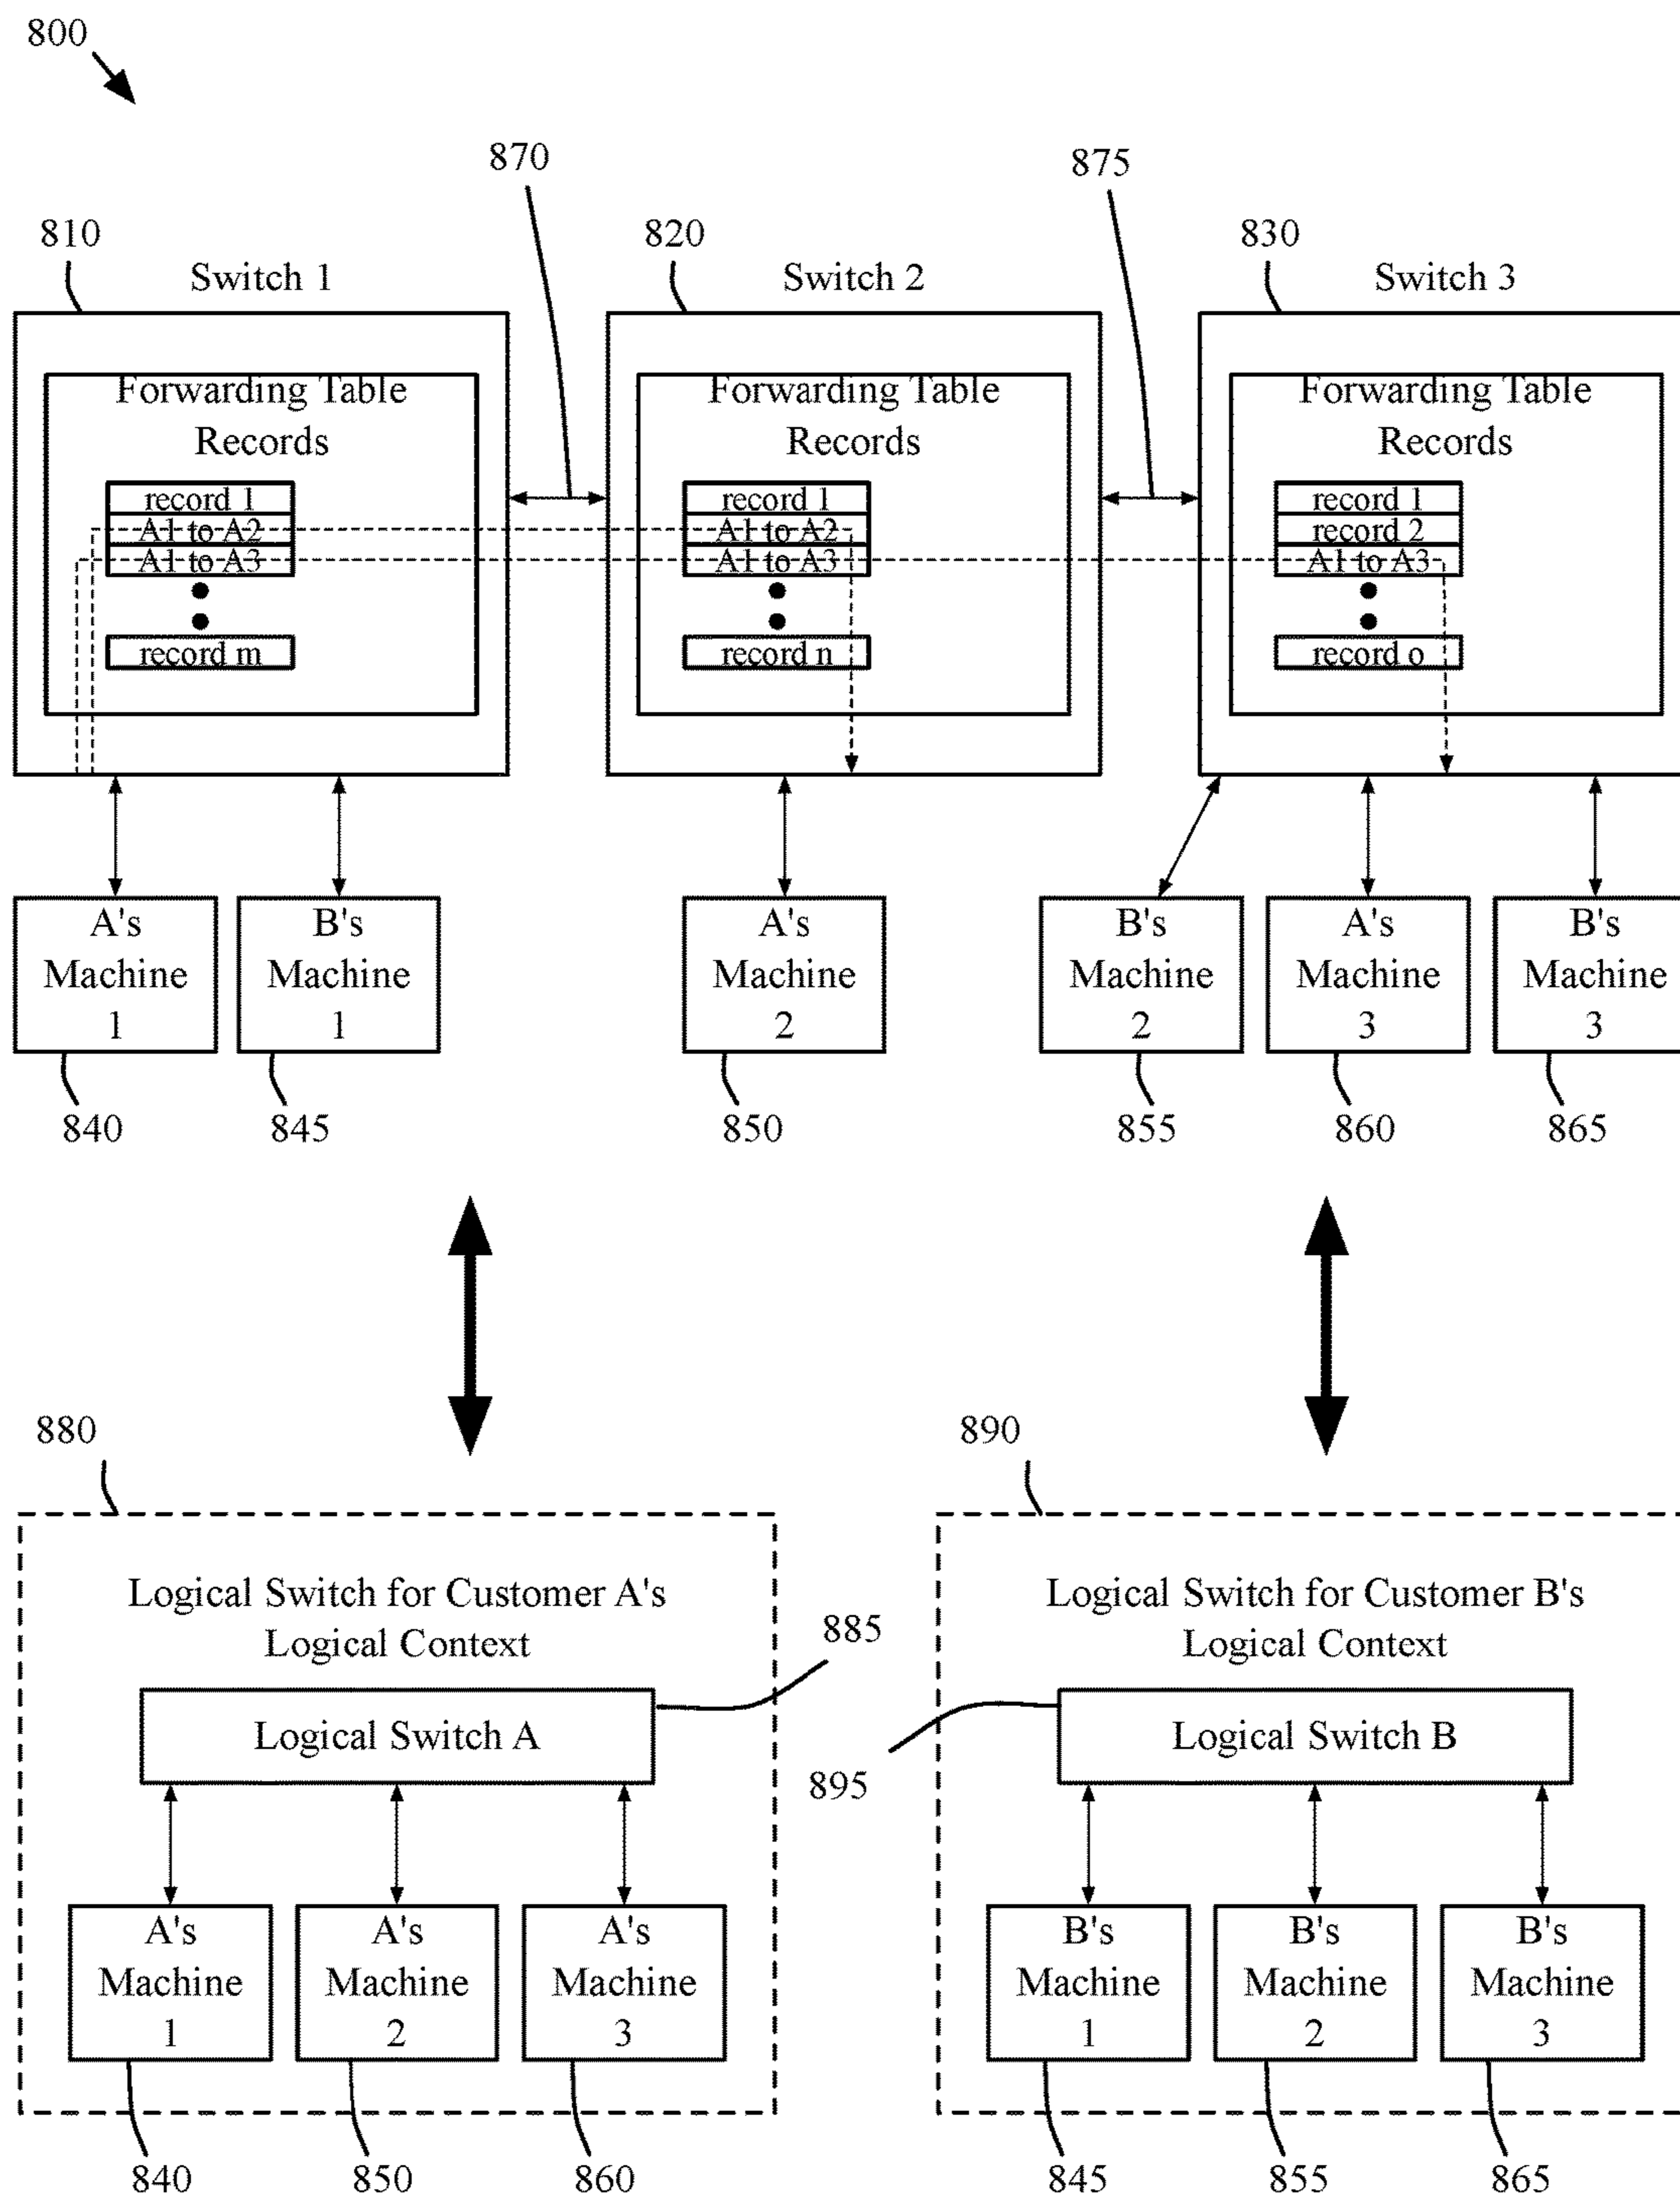 800
870
875
810
820
830
Switch 1
Switch 2
Switch 3
Forwarding Table
Records
record 1
A1 to A2
A1 to A3
record m
Forwarding Table
Records
record 1
A1 to A2
A1 to A3
record n
Forwarding Table
Records
record 1
record 2
A1 to A3
record o
A's
Machine
1
B's
Machine
1
A's
Machine
2
B's
Machine
2
A's
Machine
3
B's
Machine
3
840
845
850
855
860
865
880
890
Logical Switch for Customer A's
Logical Context
885
Logical Switch A
A's
Machine
1
A's
Machine
2
A's
Machine
3
840
850
860
Logical Switch for Customer B's
Logical Context
895
Logical Switch B
B's
Machine
1
B's
Machine
2
B's
Machine
3
845
855
865